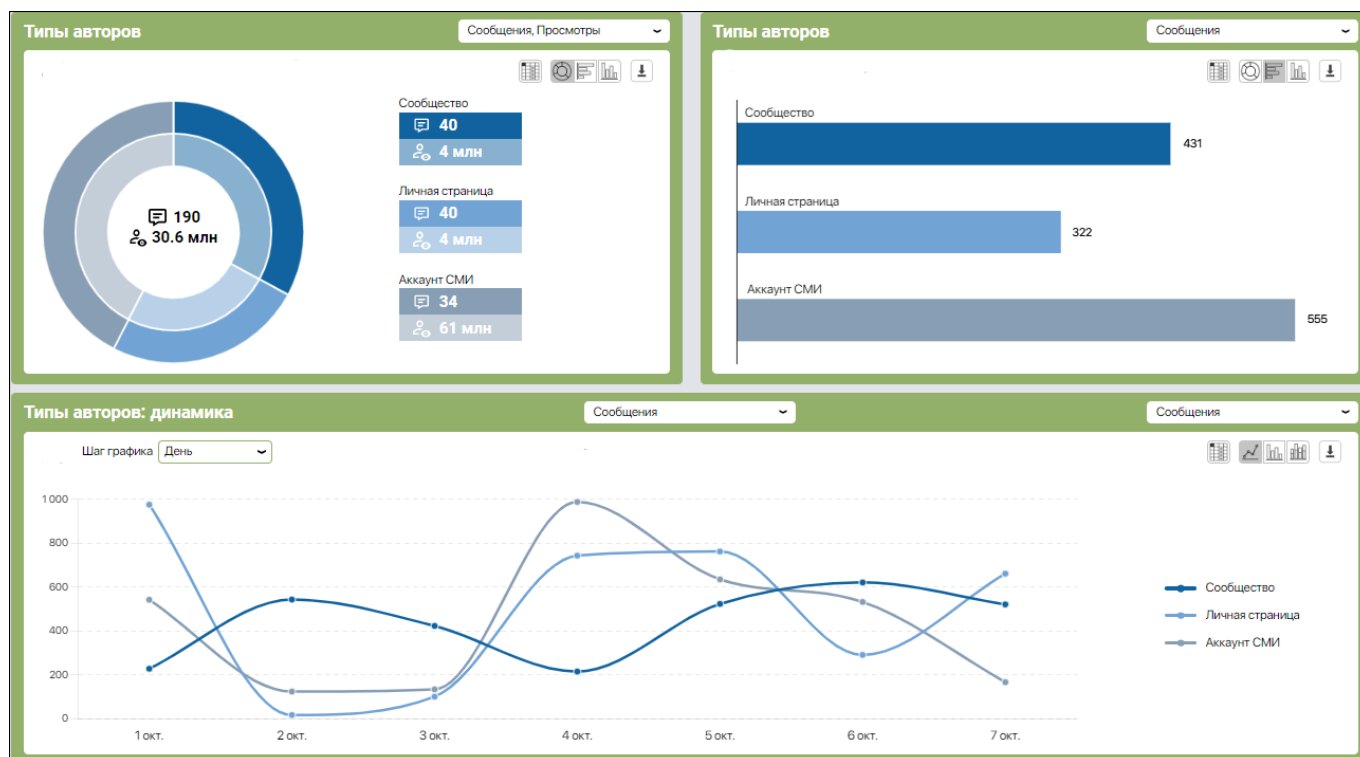 Типы авторов
Сообщения, Просмотры
Сообщество
40
4 млн
Личная страница
40
4 млн
Аккаунт СМИ
34
61 млн
190
30.6 млн
Типы авторов
Сообщения
Сообщество
431
Личная страница
322
Аккаунт СМИ
555
Типы авторов: динамика
Сообщения
Сообщения
Шаг графика День
1000
800
600
400
200
0
1 окт. 2 окт. 3 окт. 4 окт. 5 окт. 6 окт. 7 окт.
Сообщество
Личная страница
Аккаунт СМИ